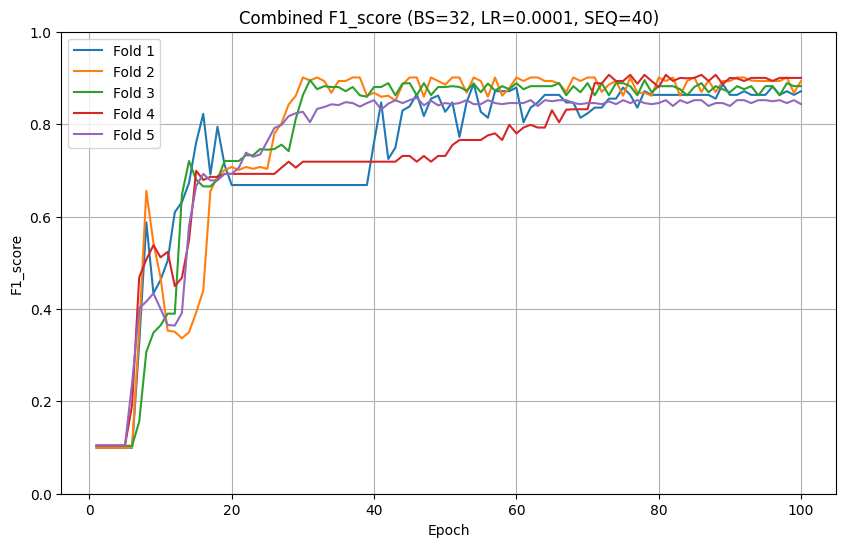 Combined F1_score (BS=32, LR=0.0001, SEQ=40)
Fold 1
Fold 2
Fold 3
Fold 4
Fold 5
1.0
0.8
0.6
0.4
0.2
0.0
F1_score
0 20 40 60 80 100
Epoch